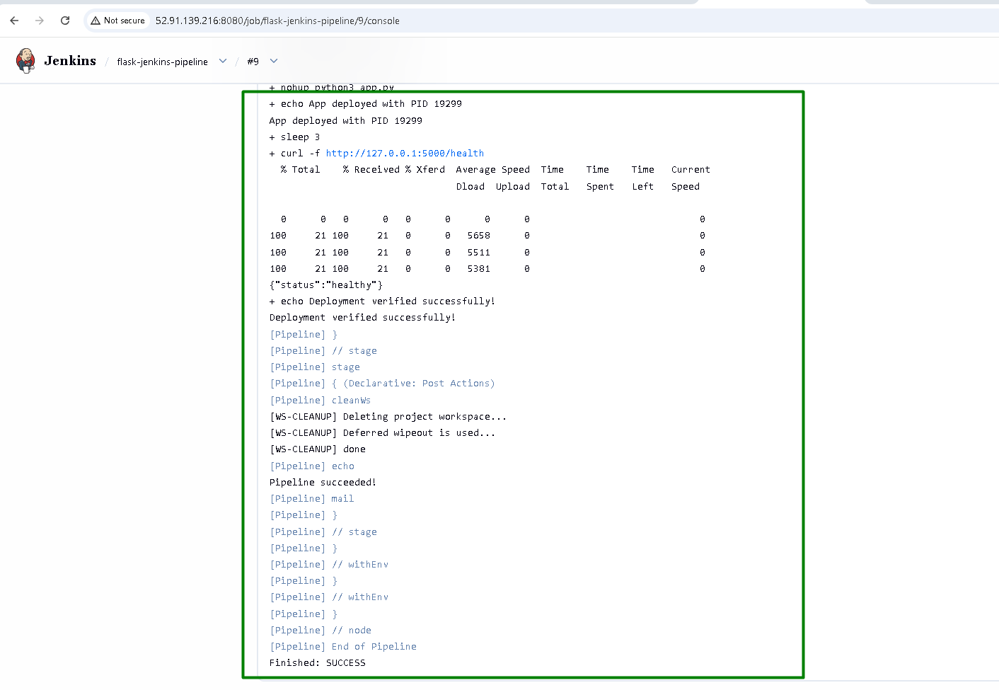 Not secure 52.91.139.216:8080/job/flask-jenkins-pipeline/9/console
Jenkins / flask-jenkins-pipeline / #9
+ nohup python3 app.py
+ echo App deployed with PID 19299
App deployed with PID 19299
+ sleep 3
+ curl -f http://127.0.0.1:5000/health
% Total % Received % Xferd Average Speed Time Time Time Current
Dload Upload Total Spent Left Speed
0 0 0 0 0 0 0 0 0
100 21 100 21 0 0 5658 0 0
100 21 100 21 0 0 5511 0 0
100 21 100 21 0 0 5381 0 0
{"status":"healthy"}
+ echo Deployment verified successfully!
Deployment verified successfully!
[Pipeline] }
[Pipeline] // stage
[Pipeline] stage
[Pipeline] { (Declarative: Post Actions)
[Pipeline] cleanWs
[WS-CLEANUP] Deleting project workspace...
[WS-CLEANUP] Deferred wipeout is used...
[WS-CLEANUP] done
[Pipeline] echo
Pipeline succeeded!
[Pipeline] mail
[Pipeline] }
[Pipeline] // stage
[Pipeline] }
[Pipeline] // withEnv
[Pipeline] }
[Pipeline] // withEnv
[Pipeline] }
[Pipeline] // node
[Pipeline] End of Pipeline
Finished: SUCCESS